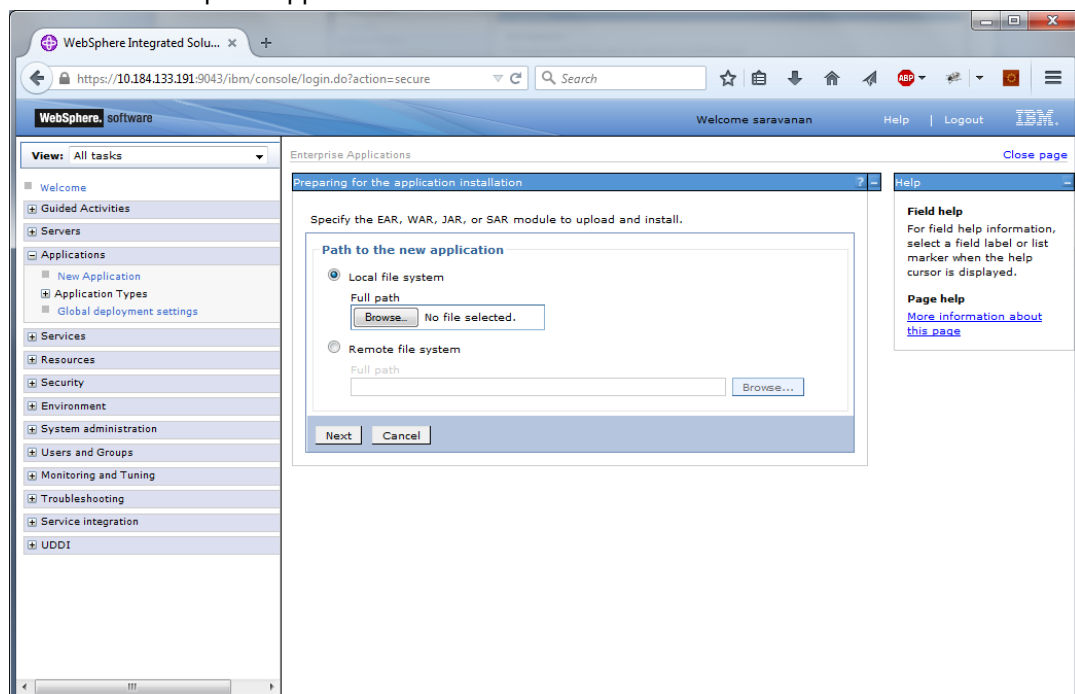 WebSphere Integrated Solu... × +
https://10.184.133.191:9043/ibm/console/login.do?action=secure
Search
ABP
WebSphere. software
Welcome saravanan
Help | Logout
IBM.
View: All tasks
Welcome
Guided Activities
Servers
Applications
New Application
Application Types
Global deployment settings
Services
Resources
Security
Environment
System administration
Users and Groups
Monitoring and Tuning
Troubleshooting
Service integration
UDDI
Enterprise Applications
Close page
Preparing for the application installation
? –
Specify the EAR, WAR, JAR, or SAR module to upload and install.
Path to the new application
Local file system
Full path
Browse... No file selected.
Remote file system
Full path
Browse...
Next Cancel
Help –
Field help
For field help information,
select a field label or list
marker when the help
cursor is displayed.
Page help
More information about
this page